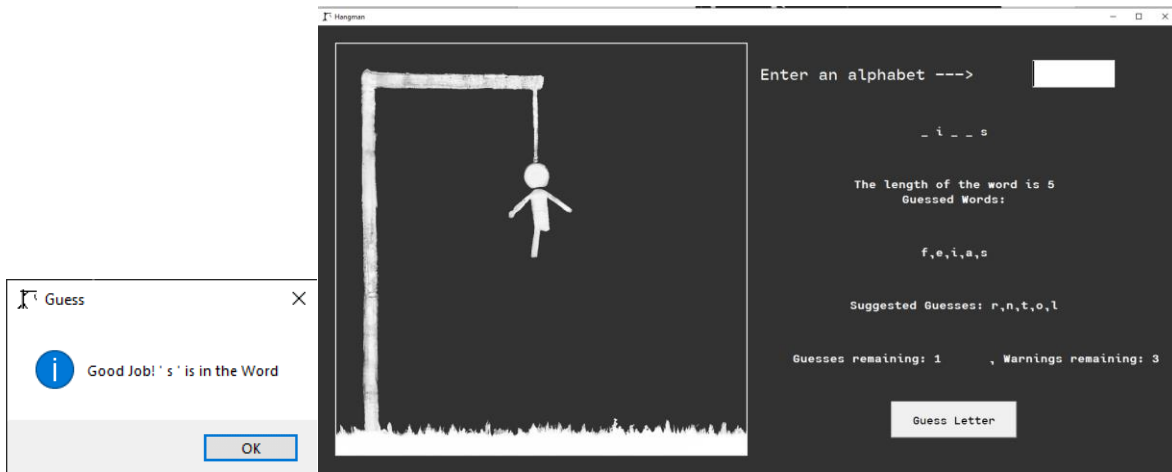 Guess
Good Job! ' s ' is in the Word
OK
Hangman
Enter an alphabet --->
_ i _ _ s
The length of the word is 5
Guessed Words:
f,e,i,a,s
Suggested Guesses: r,n,t,o,l
Guesses remaining: 1 , Warnings remaining: 3
Guess Letter